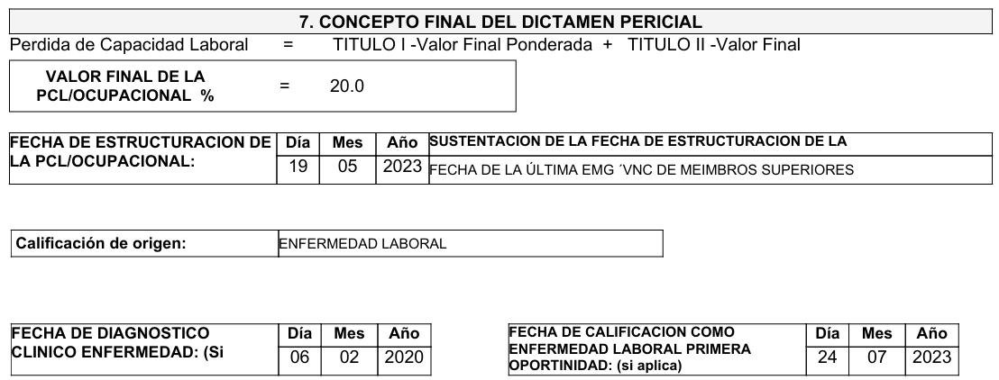 7. CONCEPTO FINAL DEL DICTAMEN PERICIAL
Perdida de Capacidad Laboral = TITULO I -Valor Final Ponderada + TITULO II -Valor Final
VALOR FINAL DE LA
PCL/OCUPACIONAL % = 20.0
FECHA DE ESTRUCTURACION DE
LA PCL/OCUPACIONAL:
Día Mes Año
19 05 2023
SUSTENTACION DE LA FECHA DE ESTRUCTURACION DE LA
FECHA DE LA ÚLTIMA EMG ´VNC DE MEIMBROS SUPERIORES
Calificación de origen: ENFERMEDAD LABORAL
FECHA DE DIAGNOSTICO
CLINICO ENFERMEDAD: (Si
Día Mes Año
06 02 2020
FECHA DE CALIFICACION COMO
ENFERMEDAD LABORAL PRIMERA
OPORTINIDAD: (si aplica)
Día Mes Año
24 07 2023